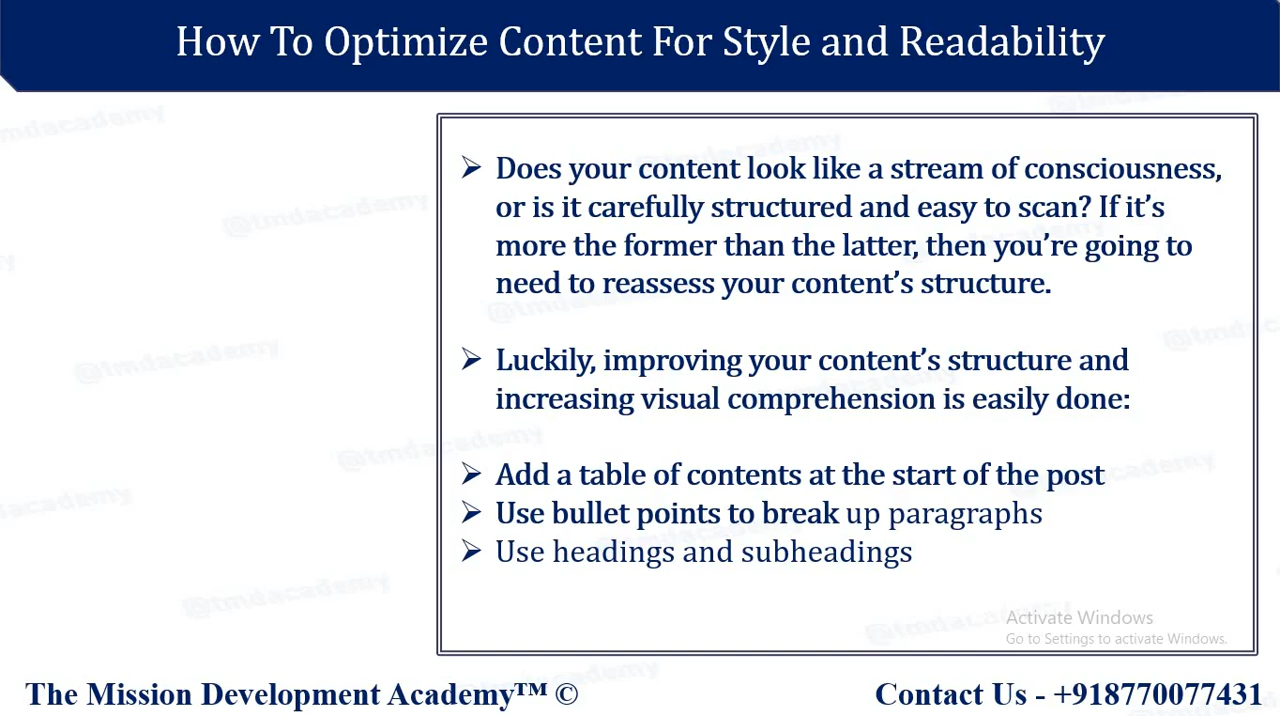 How To Optimize Content For Style and Readability
➢ Does your content look like a stream of consciousness,
or is it carefully structured and easy to scan? If it’s
more the former than the latter, then you’re going to
need to reassess your content’s structure.
➢ Luckily, improving your content’s structure and
increasing visual comprehension is easily done:
➢ Add a table of contents at the start of the post
➢ Use bullet points to break up paragraphs
➢ Use headings and subheadings
Activate Windows
Go to Settings to activate Windows.
The Mission Development Academy™ ©
Contact Us - +918770077431
@tmdacademy
@tmdacademy
@tmdacademy
@tmdacademy